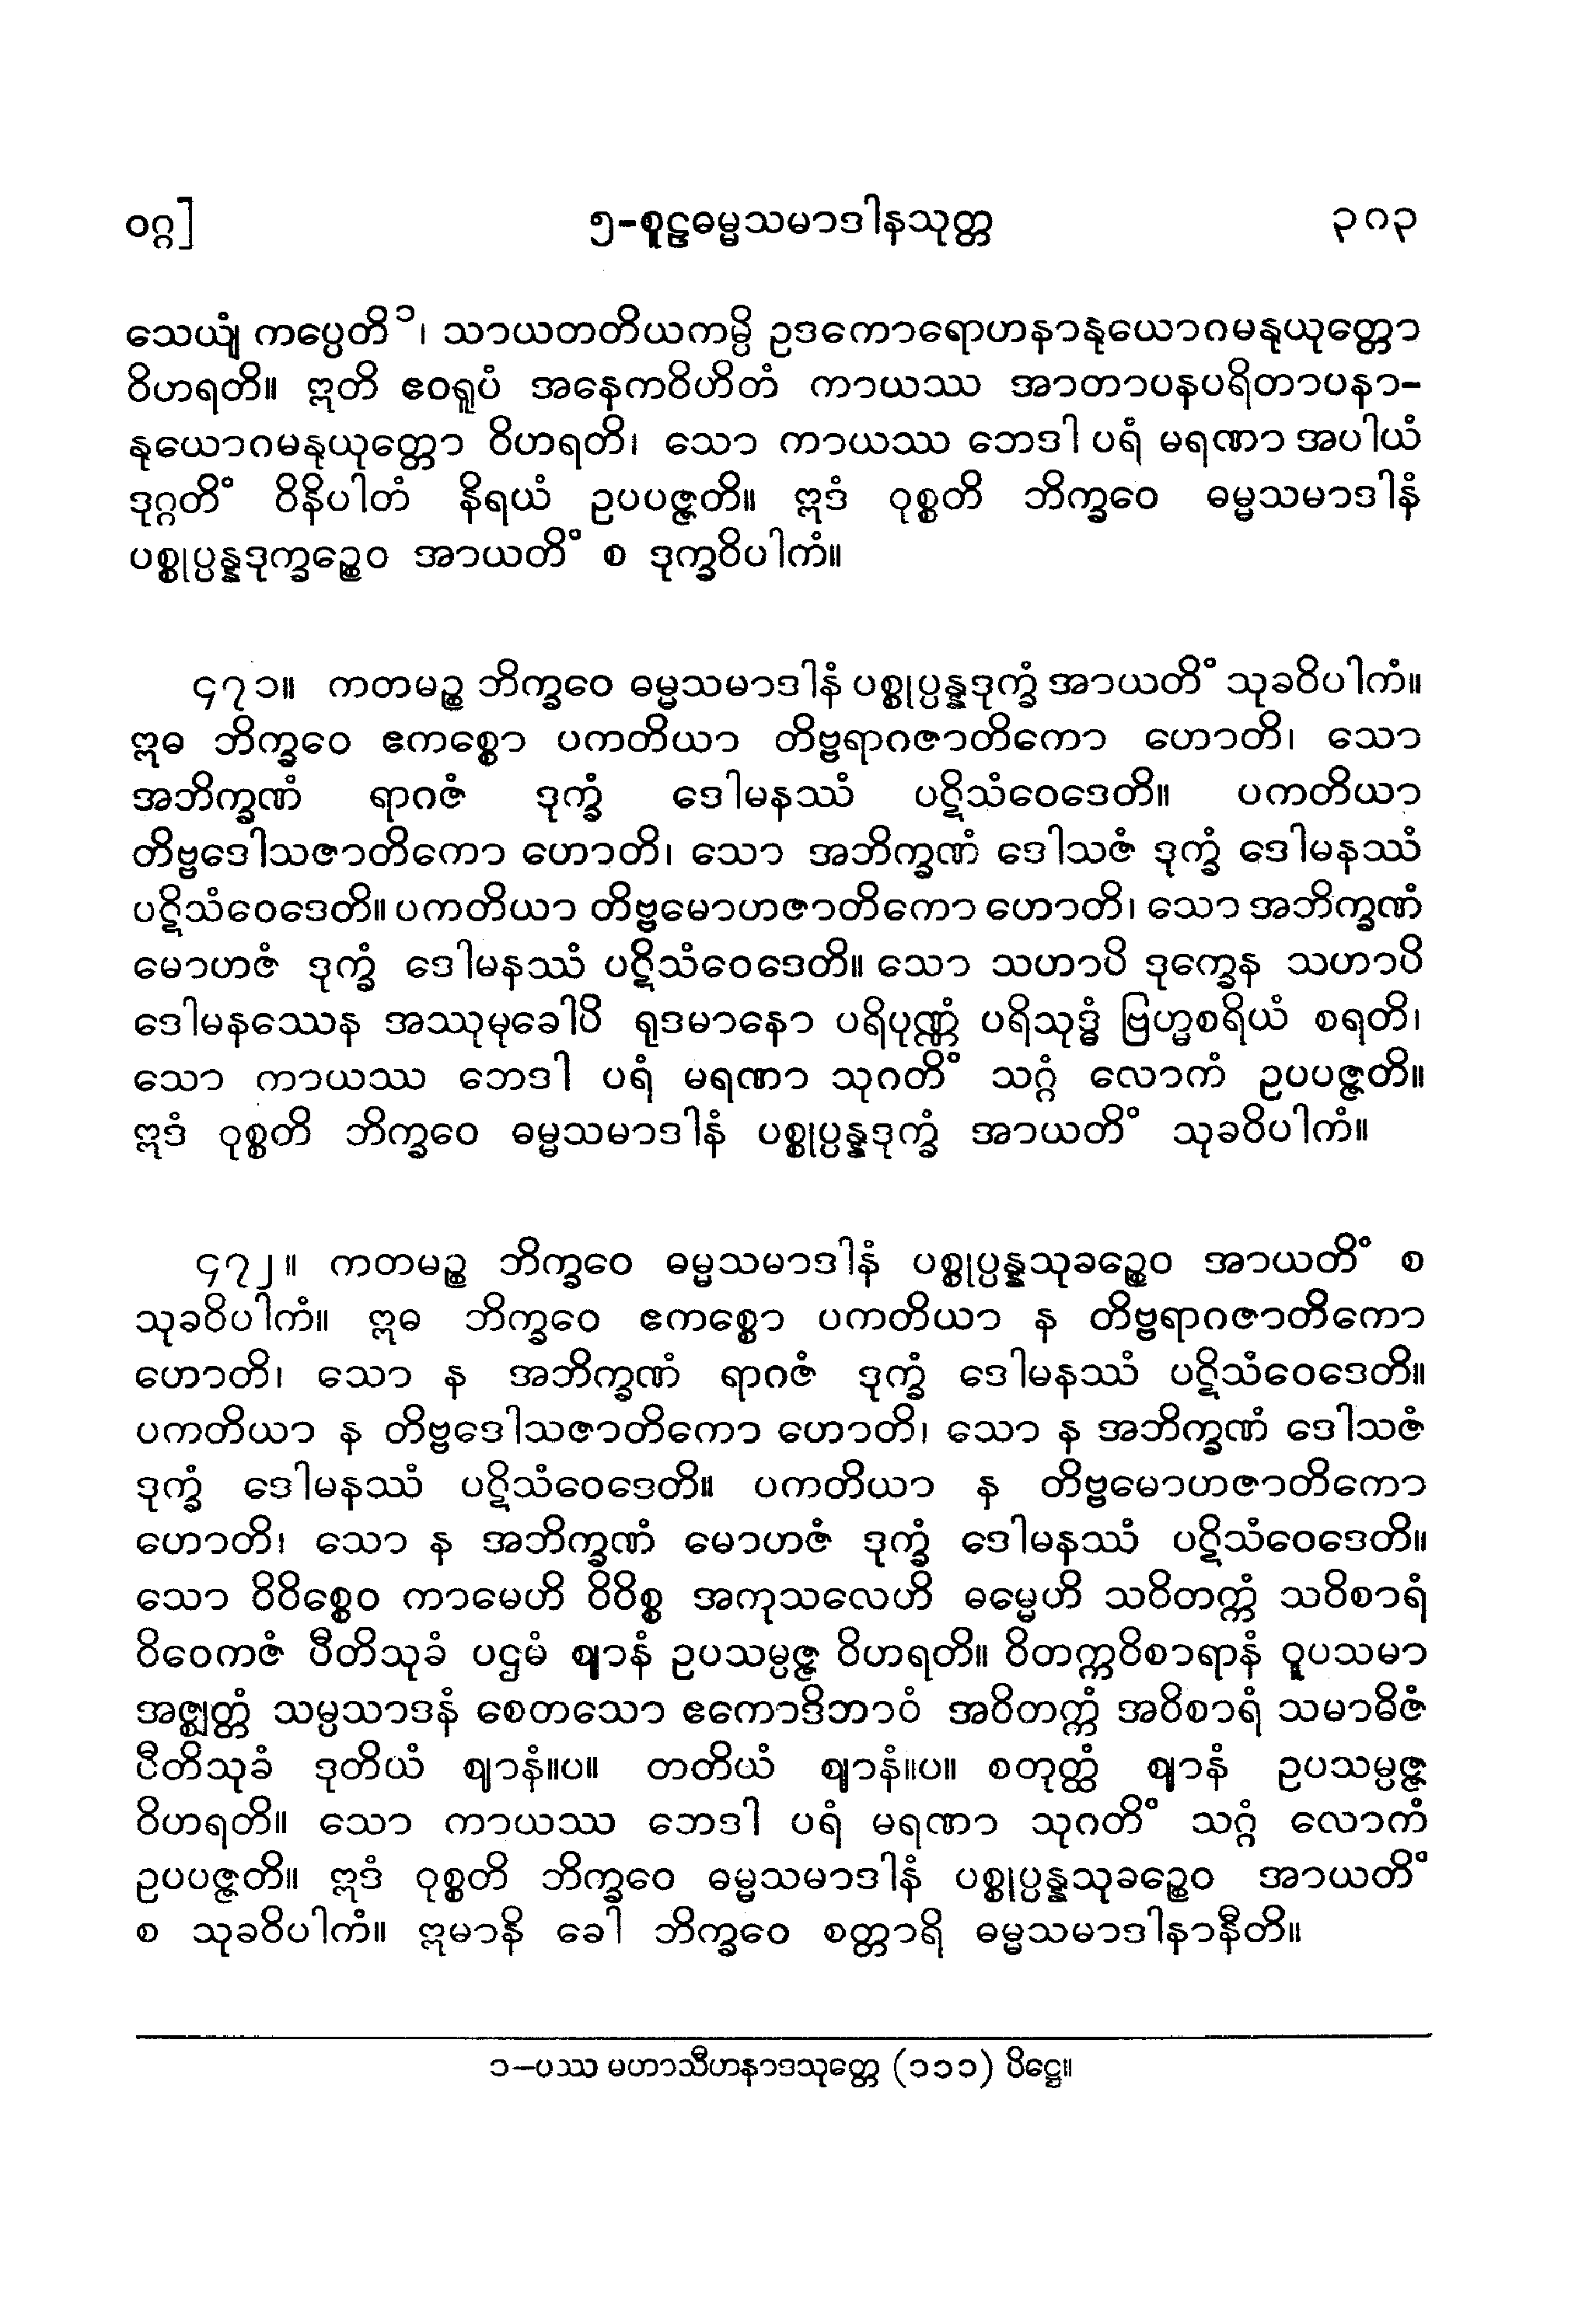 ဝဂ္ဂ] ၅-စူဠဓမ္မသမာဒါနသုတ္တ ၃၈၃
သေယျံ ကပ္ပေတိ၁၊ သာယတတိယကမ္ပိ ဥဒကောရောဟနာနုယောဂမနုယုတ္တော
ဝိဟရတိ။ ဣတိ ဧဝရူပံ အနေကဝိဟိတံ ကာယဿ အာတာပနပရိတာပနာ-
နုယောဂမနုယုတ္တော ဝိဟရတိ၊ သော ကာယဿ ဘေဒါ ပရံ မရဏာ အပါယံ
ဒုဂ္ဂတိံ ဝိနိပါတံ နိရယံ ဥပပဇ္ဇတိ။ ဣဒံ ဝုစ္စတိ ဘိက္ခဝေ ဓမ္မသမာဒါနံ
ပစ္စုပ္ပန္နဒုက္ခဉ္စေဝ အာယတိံ စ ဒုက္ခဝိပါကံ။
၄၇၁။ ကတမဉ္စ ဘိက္ခဝေ ဓမ္မသမာဒါနံ ပစ္စုပ္ပန္နဒုက္ခံ အာယတိံ သုခဝိပါကံ။
ဣဓ ဘိက္ခဝေ ဧကစ္စော ပကတိယာ တိဗ္ဗရာဂဇာတိကော ဟောတိ၊ သော
အဘိက္ခဏံ ရာဂဇံ ဒုက္ခံ ဒေါမနဿံ ပဋိသံဝေဒေတိ။ ပကတိယာ
တိဗ္ဗဒေါသဇာတိကော ဟောတိ၊ သော အဘိက္ခဏံ ဒေါသဇံ ဒုက္ခံ ဒေါမနဿံ
ပဋိသံဝေဒေတိ။ ပကတိယာ တိဗ္ဗမောဟဇာတိကော ဟောတိ၊ သော အဘိက္ခဏံ
မောဟဇံ ဒုက္ခံ ဒေါမနဿံ ပဋိသံဝေဒေတိ။ သော သဟာပိ ဒုက္ခေန သဟာပိ
ဒေါမနဿေန အဿုမုခေါပိ ရုဒမာနော ပရိပုဏ္ဏံ ပရိသုဒ္ဓံ ဗြဟ္မစရိယံ စရတိ၊
သော ကာယဿ ဘေဒါ ပရံ မရဏာ သုဂတိံ သဂ္ဂံ လောကံ ဥပပဇ္ဇတိ။
ဣဒံ ဝုစ္စတိ ဘိက္ခဝေ ဓမ္မသမာဒါနံ ပစ္စုပ္ပန္နဒုက္ခံ အာယတိံ သုခဝိပါကံ။
၄၇၂။ ကတမဉ္စ ဘိက္ခဝေ ဓမ္မသမာဒါနံ ပစ္စုပ္ပန္နသုခဉ္စေဝ အာယတိံ စ
သုခဝိပါကံ။ ဣဓ ဘိက္ခဝေ ဧကစ္စော ပကတိယာ န တိဗ္ဗရာဂဇာတိကော
ဟောတိ၊ သော န အဘိက္ခဏံ ရာဂဇံ ဒုက္ခံ ဒေါမနဿံ ပဋိသံဝေဒေတိ။
ပကတိယာ န တိဗ္ဗဒေါသဇာတိကော ဟောတိ၊ သော န အဘိက္ခဏံ ဒေါသဇံ
ဒုက္ခံ ဒေါမနဿံ ပဋိသံဝေဒေတိ။ ပကတိယာ န တိဗ္ဗမောဟဇာတိကော
ဟောတိ၊ သော န အဘိက္ခဏံ မောဟဇံ ဒုက္ခံ ဒေါမနဿံ ပဋိသံဝေဒေတိ။
သော ဝိဝိစ္စေဝ ကာမေဟိ ဝိဝိစ္စ အကုသလေဟိ ဓမ္မေဟိ သဝိတက္ကံ သဝိစာရံ
ဝိဝေကဇံ ပီတိသုခံ ပဌမံ ဈာနံ ဥပသမ္ပဇ္ဇ ဝိဟရတိ။ ဝိတက္ကဝိစာရာနံ ဝူပသမာ
အဇ္ဈတ္တံ သမ္ပသာဒနံ စေတသော ဧကောဒိဘာဝံ အဝိတက္ကံ အဝိစာရံ သမာဓိဇံ
ပီတိသုခံ ဒုတိယံ ဈာနံ။ပ။ တတိယံ ဈာနံ။ပ။ စတုတ္ထံ ဈာနံ ဥပသမ္ပဇ္ဇ
ဝိဟရတိ။ သော ကာယဿ ဘေဒါ ပရံ မရဏာ သုဂတိံ သဂ္ဂံ လောကံ
ဥပပဇ္ဇတိ။ ဣဒံ ဝုစ္စတိ ဘိက္ခဝေ ဓမ္မသမာဒါနံ ပစ္စုပ္ပန္နသုခဉ္စေဝ အာယတိံ
စ သုခဝိပါကံ။ ဣမာနိ ခေါ ဘိက္ခဝေ စတ္တာရိ ဓမ္မသမာဒါနာနီတိ။
၁–ပဿ မဟာသီဟနာဒသုတ္တေ (၁၁၁) ပိဋ္ဌေ။